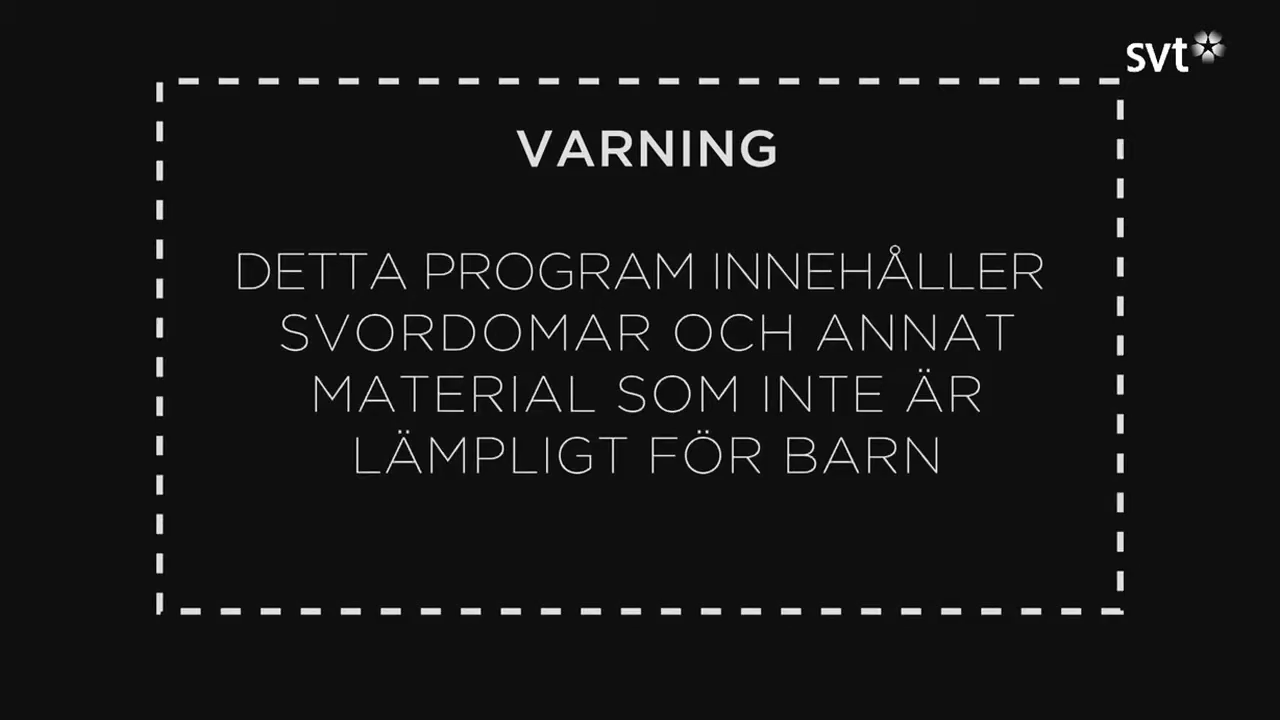 svt
VARNING
DETTA PROGRAM INNEHÅLLER
SVORDOMAR OCH ANNAT
MATERIAL SOM INTE ÄR
LÄMPLIGT FÖR BARN